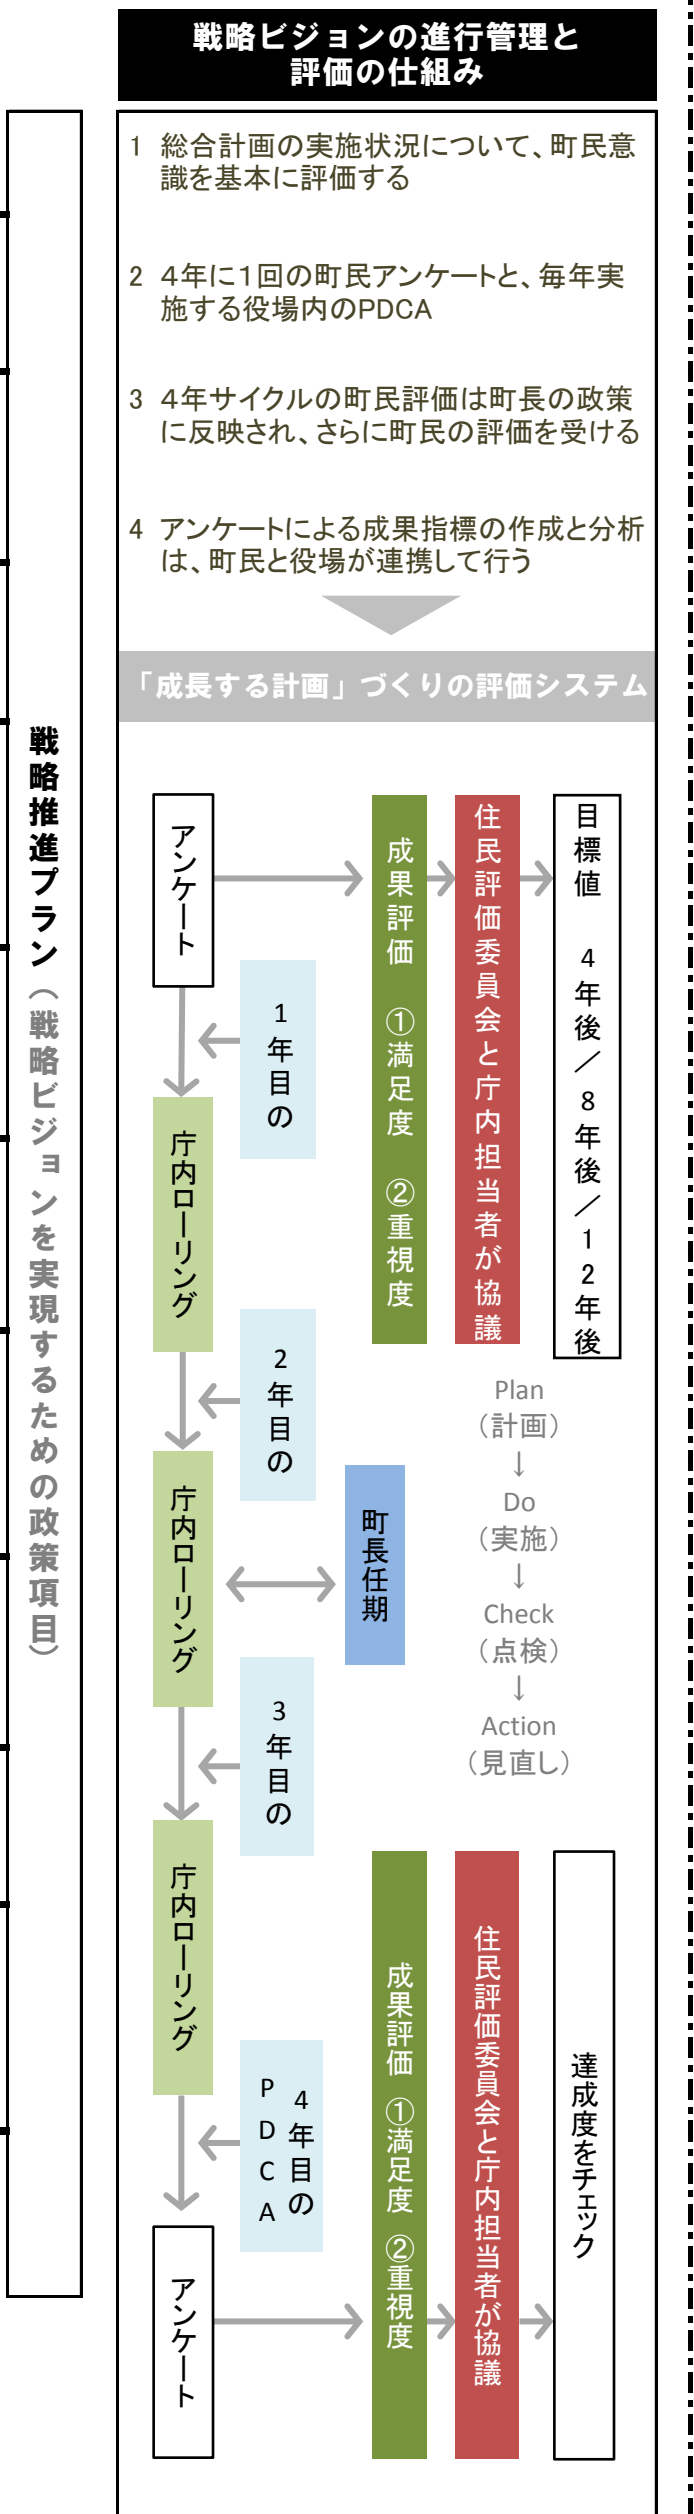 戦略ビジョンの進行管理と
評価の仕組み
1 総合計画の実施状況について、町民意
識を基本に評価する
2 4年に1回の町民アンケートと、毎年実
施する役場内のPDCA
3 4年サイクルの町民評価は町長の政策
に反映され、さらに町民の評価を受ける
4 アンケートによる成果指標の作成と分析
は、町民と役場が連携して行う
「成長する計画」づくりの評価システム
戦略推進プラン（戦略ビジョンを実現するための政策項目）
アンケート
成果評価 ①満足度 ②重視度
住民評価委員会と庁内担当者が協議
目標値 4年後／8年後／12年後
1年目の
庁内ローリング
2年目の
庁内ローリング
町長任期
Plan
（計画）
↓
Do
（実施）
↓
Check
（点検）
↓
Action
（見直し）
3年目の
庁内ローリング
4年目の
PDCA
アンケート
成果評価 ①満足度 ②重視度
住民評価委員会と庁内担当者が協議
達成度をチェック